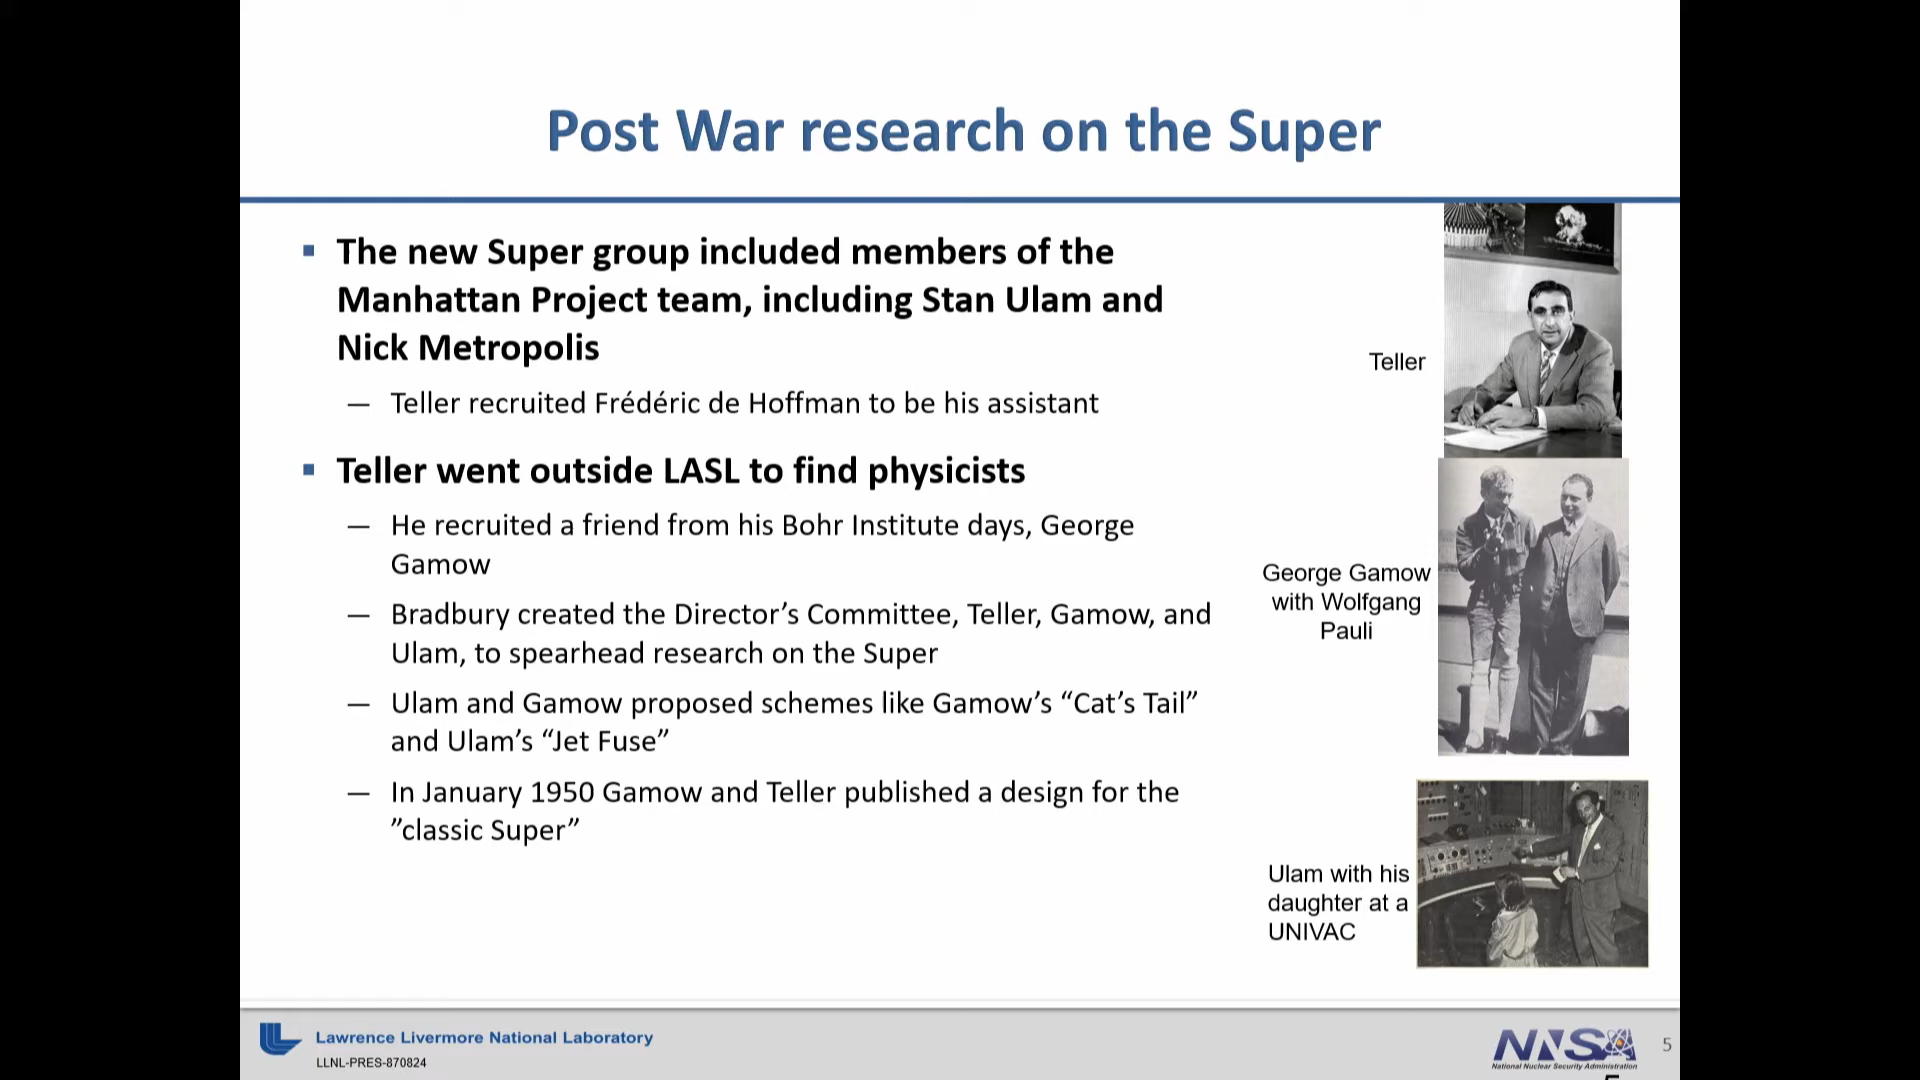 Post War research on the Super
The new Super group included members of the
Manhattan Project team, including Stan Ulam and
Nick Metropolis
— Teller recruited Frédéric de Hoffman to be his assistant
Teller went outside LASL to find physicists
— He recruited a friend from his Bohr Institute days, George
Gamow
— Bradbury created the Director’s Committee, Teller, Gamow, and
Ulam, to spearhead research on the Super
— Ulam and Gamow proposed schemes like Gamow’s “Cat’s Tail”
and Ulam’s “Jet Fuse”
— In January 1950 Gamow and Teller published a design for the
”classic Super”
Teller
George Gamow
with Wolfgang
Pauli
Ulam with his
daughter at a
UNIVAC
Lawrence Livermore National Laboratory
LLNL-PRES-870824
NNSA
National Nuclear Security Administration
5